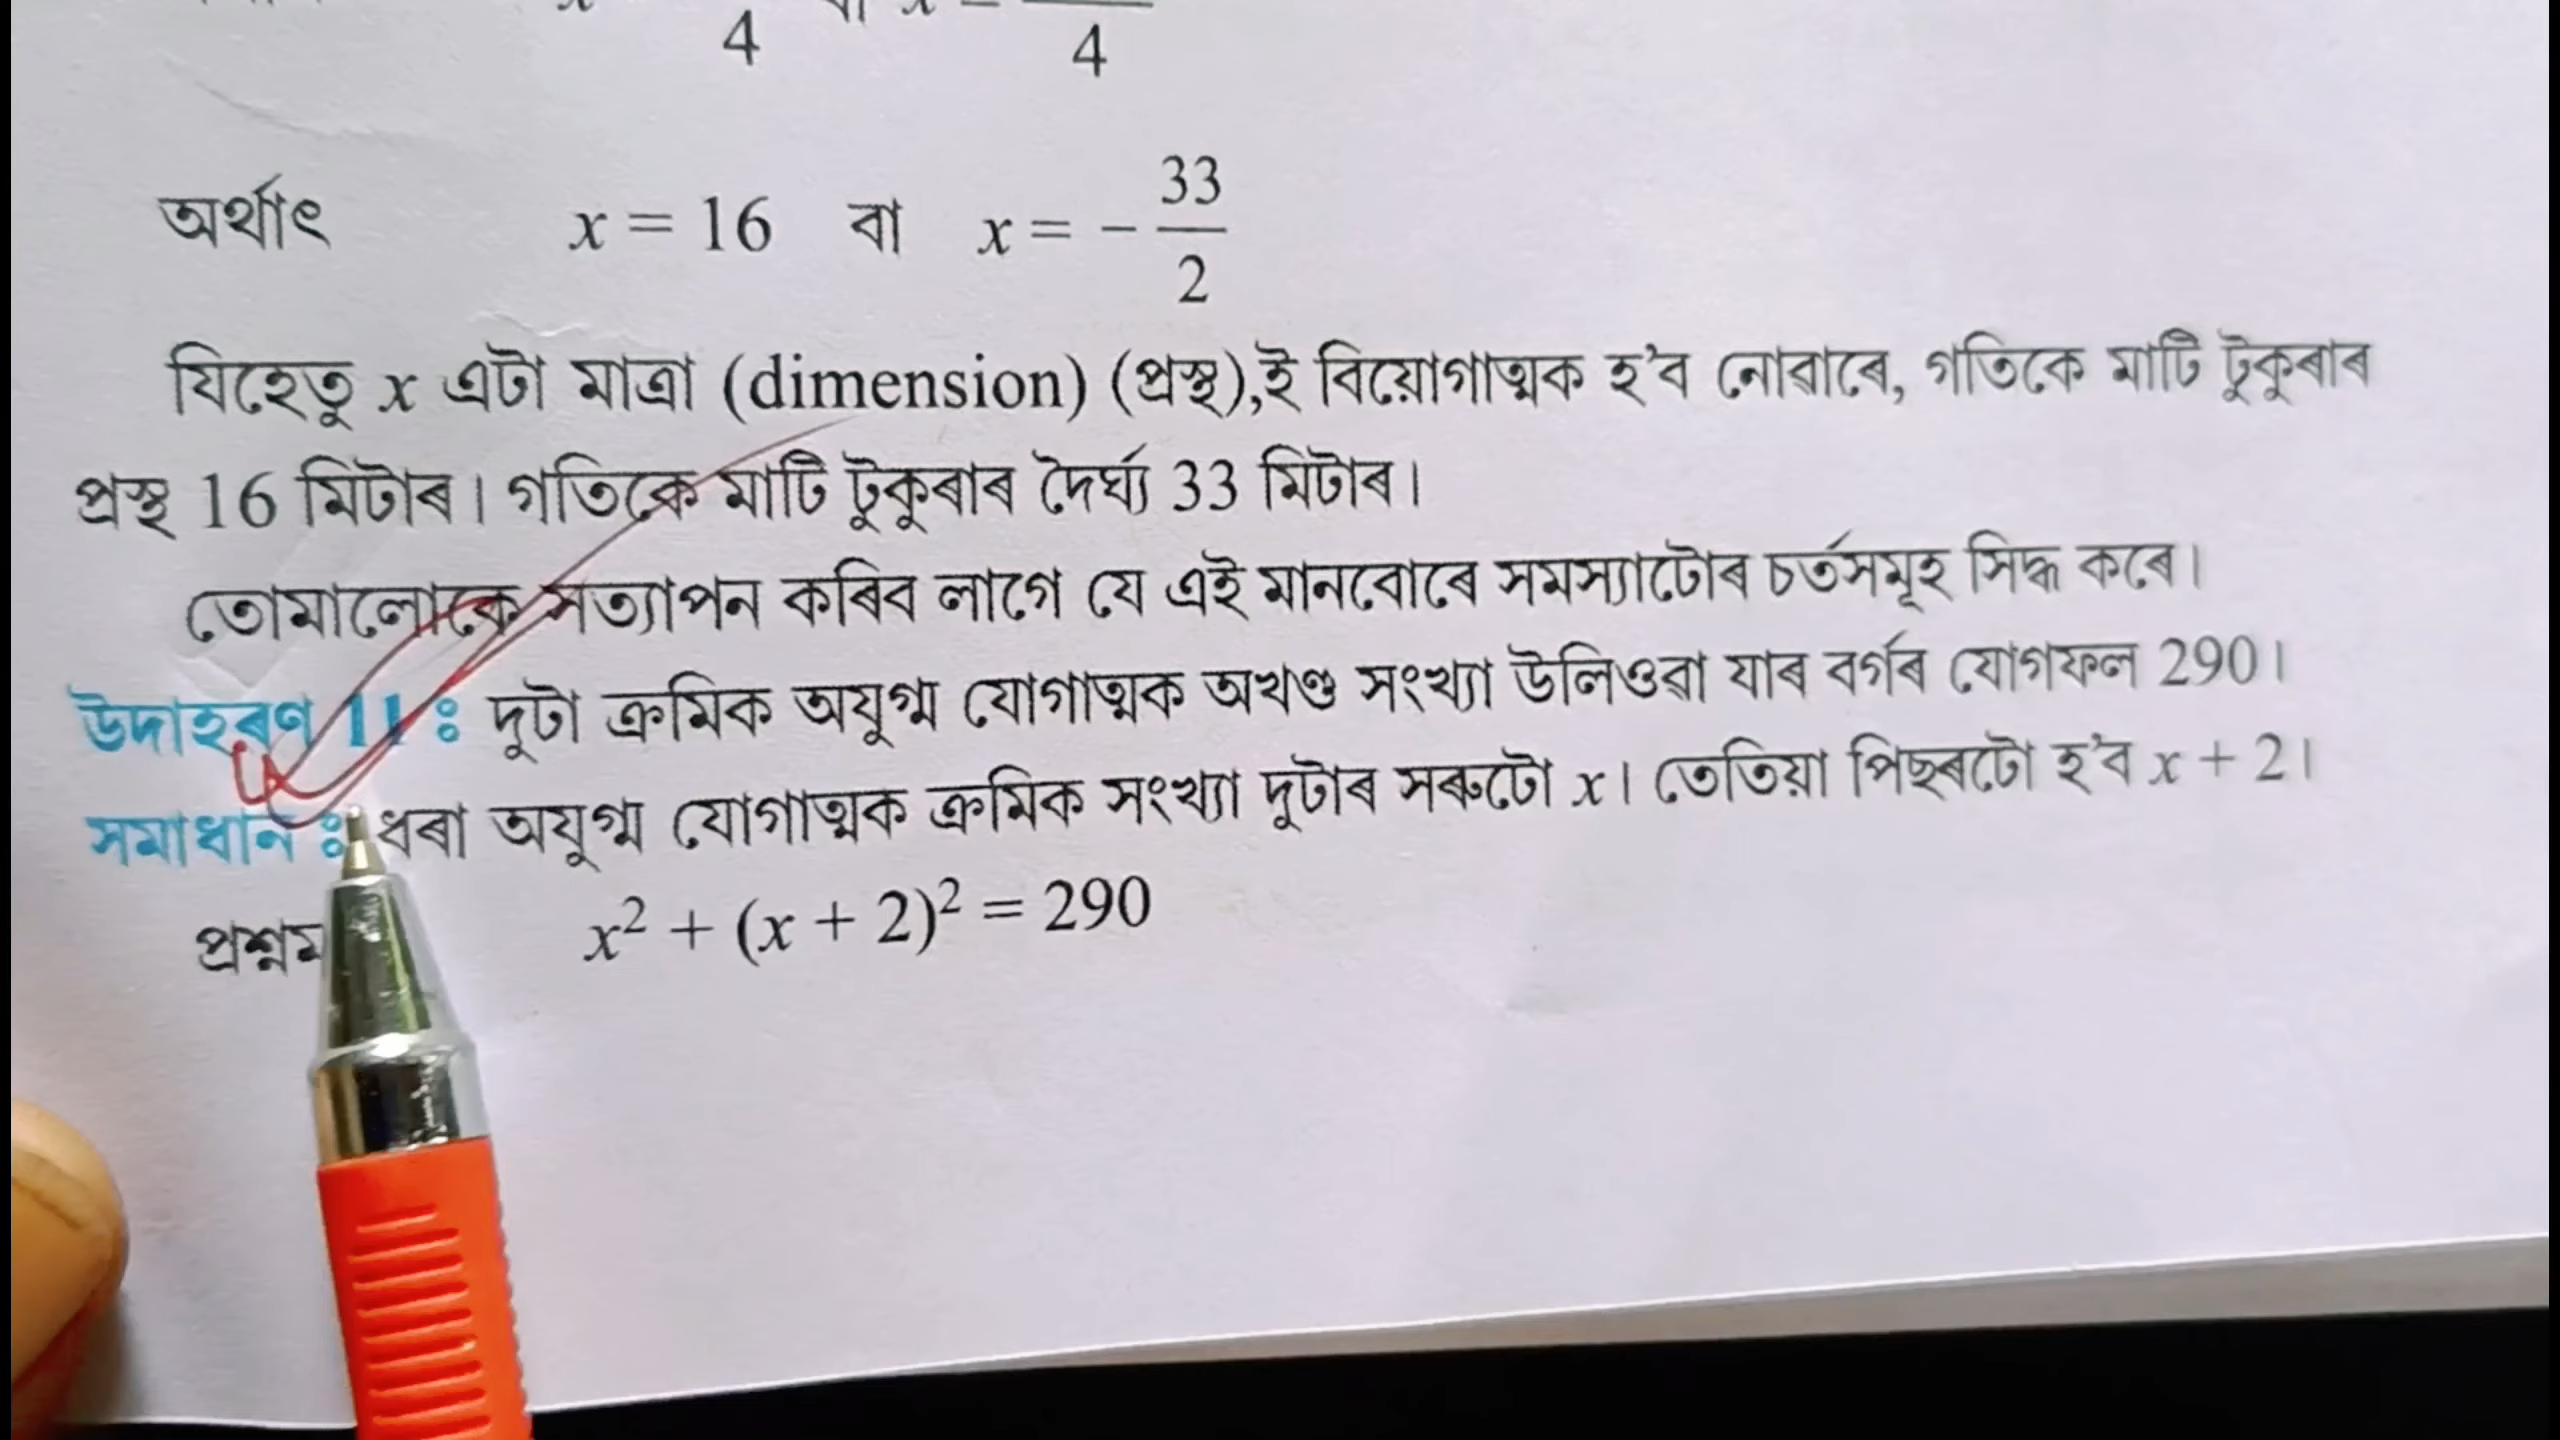 4 4
অৰ্থাৎ x = 16 বা x = − 33/2
যিহেতু x এটা মাত্ৰা (dimension) (প্ৰস্থ),ই বিয়োগাত্মক হ'ব নোৱাৰে, গতিকে মাটি টুকুৰাৰ
প্ৰস্থ 16 মিটাৰ। গতিকে মাটি টুকুৰাৰ দৈৰ্ঘ্য 33 মিটাৰ।
তোমালোকে সত্যাপন কৰিব লাগে যে এই মানবোৰে সমস্যাটোৰ চৰ্তসমূহ সিদ্ধ কৰে।
উদাহৰণ 11 ঃ দুটা ক্ৰমিক অযুগ্ম যোগাত্মক অখণ্ড সংখ্যা উলিওৱা যাৰ বৰ্গৰ যোগফল 290।
সমাধান ঃ ধৰা অযুগ্ম যোগাত্মক ক্ৰমিক সংখ্যা দুটাৰ সৰুটো x। তেতিয়া পিছৰটো হ'ব x + 2।
x² + (x + 2)² = 290